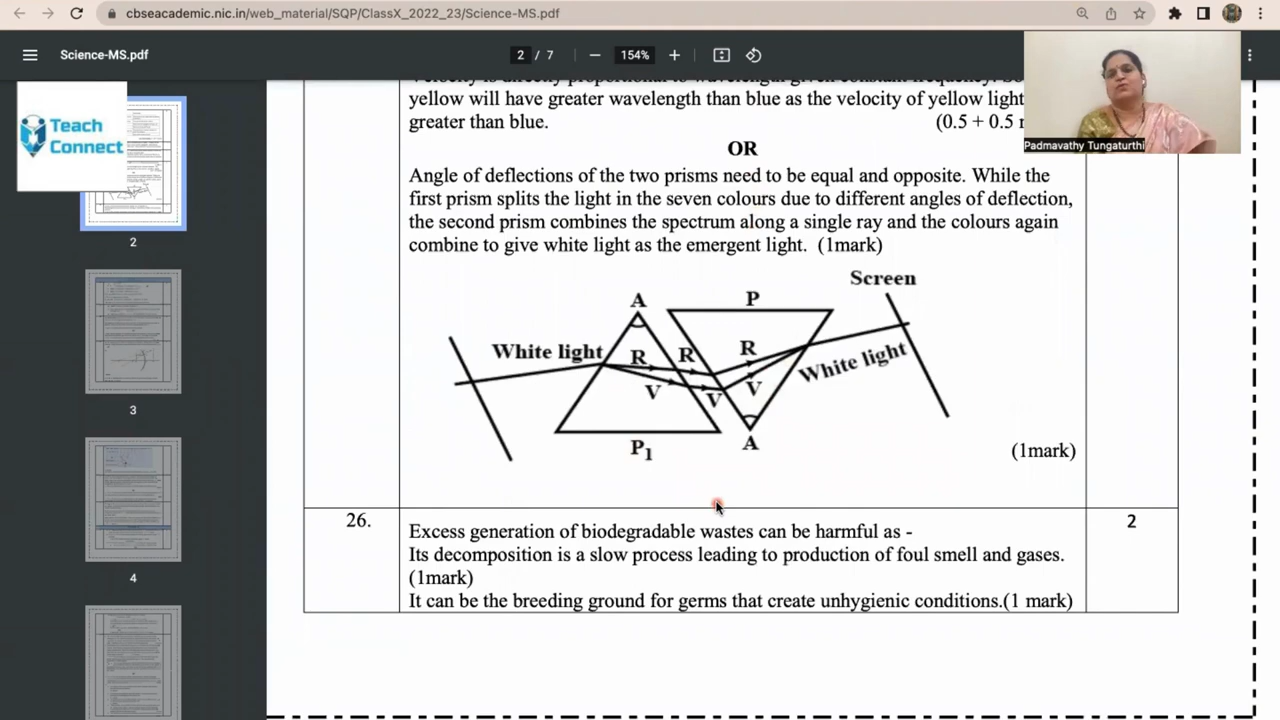 cbseacademic.nic.in/web_material/SQP/ClassX_2022_23/Science-MS.pdf
Science-MS.pdf
2 / 7
154%
Teach
Connect
Padmavathy Tungaturthi
yellow will have greater wavelength than blue as the velocity of yellow light
greater than blue. (0.5 + 0.5
OR
Angle of deflections of the two prisms need to be equal and opposite. While the
first prism splits the light in the seven colours due to different angles of deflection,
the second prism combines the spectrum along a single ray and the colours again
combine to give white light as the emergent light. (1mark)
Screen
A P
White light R R R
V V V White light
P1 A
(1mark)
26. Excess generation of biodegradable wastes can be harmful as - 2
Its decomposition is a slow process leading to production of foul smell and gases.
(1mark)
It can be the breeding ground for germs that create unhygienic conditions.(1 mark)
2
3
4